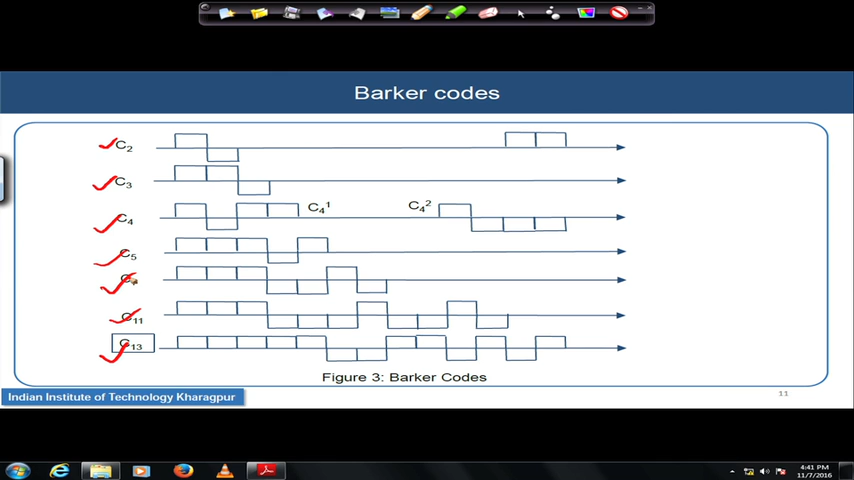 Barker codes
C2
C3
C4 C4¹ C4²
C5
C11
C13
Figure 3: Barker Codes
Indian Institute of Technology Kharagpur 11
4:41 PM
11/7/2016